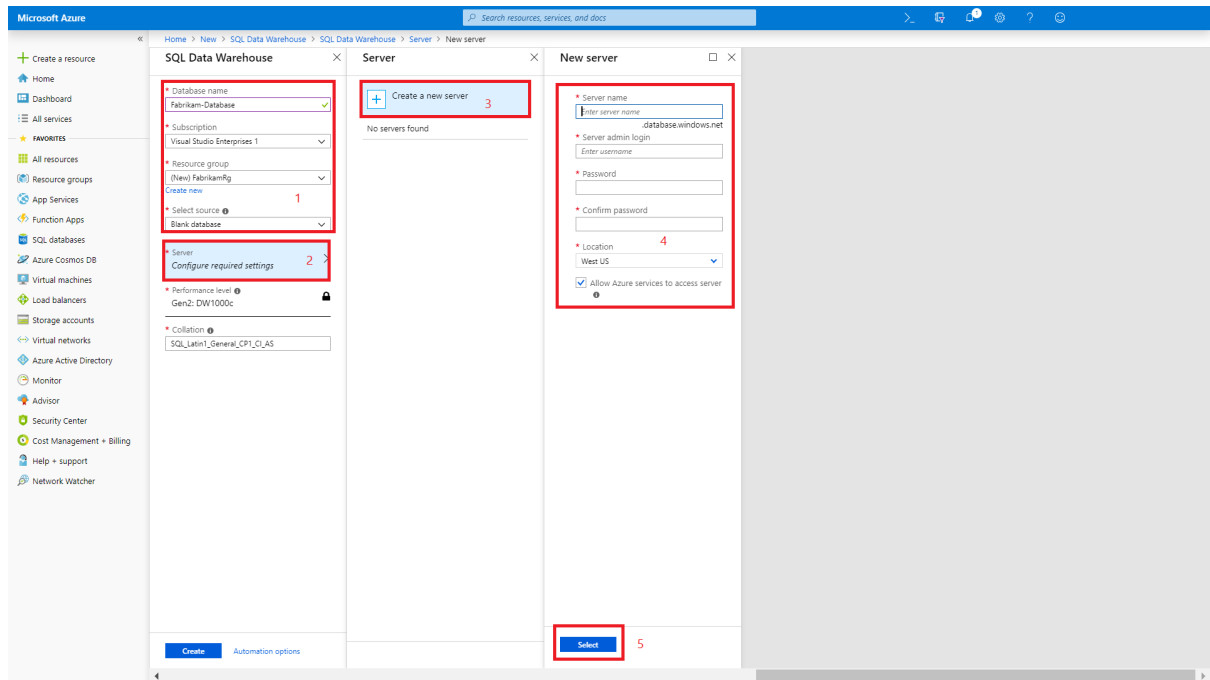 Microsoft Azure
Search resources, services, and docs
Create a resource
Home
Dashboard
All services
FAVORITES
All resources
Resource groups
App Services
Function Apps
SQL databases
Azure Cosmos DB
Virtual machines
Load balancers
Storage accounts
Virtual networks
Azure Active Directory
Monitor
Advisor
Security Center
Cost Management + Billing
Help + support
Network Watcher
Home > New > SQL Data Warehouse > SQL Data Warehouse > Server > New server
SQL Data Warehouse
* Database name
Fabrikam-Database
* Subscription
Visual Studio Enterprises 1
* Resource group
(New) FabrikamRg
Create new
1
* Select source
Blank database
* Server
Configure required settings
2
* Performance level
Gen2: DW1000c
* Collation
SQL_Latin1_General_CP1_CI_AS
Create
Automation options
Server
Create a new server
3
No servers found
New server
* Server name
Enter server name
.database.windows.net
* Server admin login
Enter username
* Password
* Confirm password
4
* Location
West US
Allow Azure services to access server
Select
5